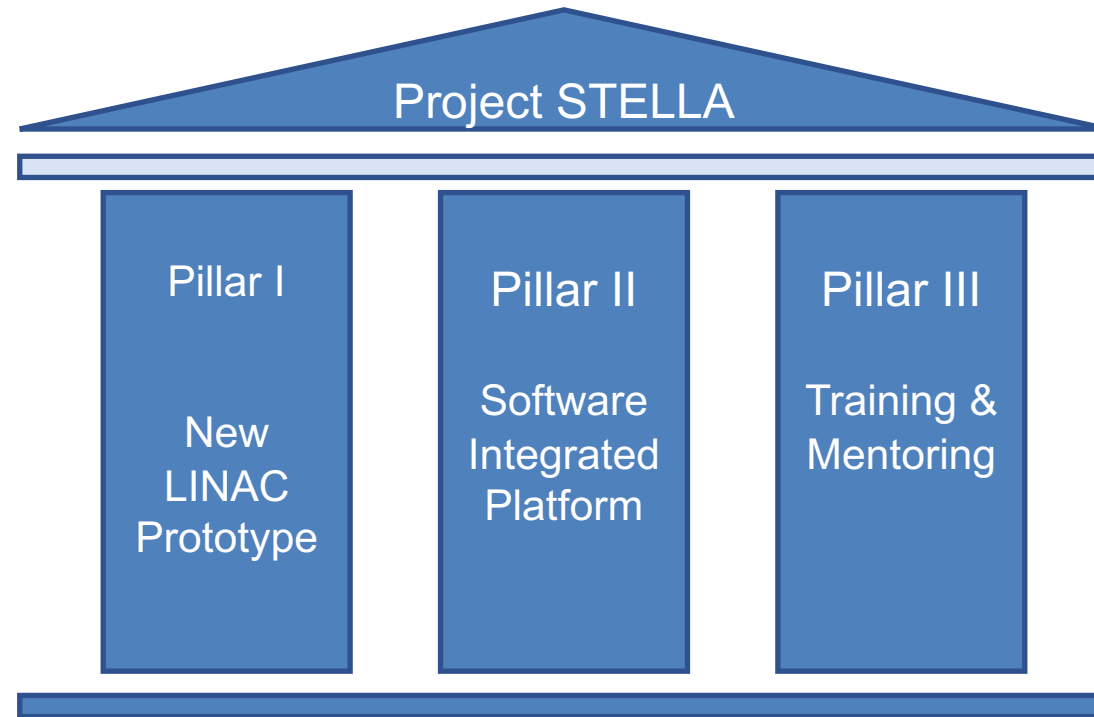 Project STELLA
Pillar I
New
LINAC
Prototype
Pillar II
Software
Integrated
Platform
Pillar III
Training &
Mentoring